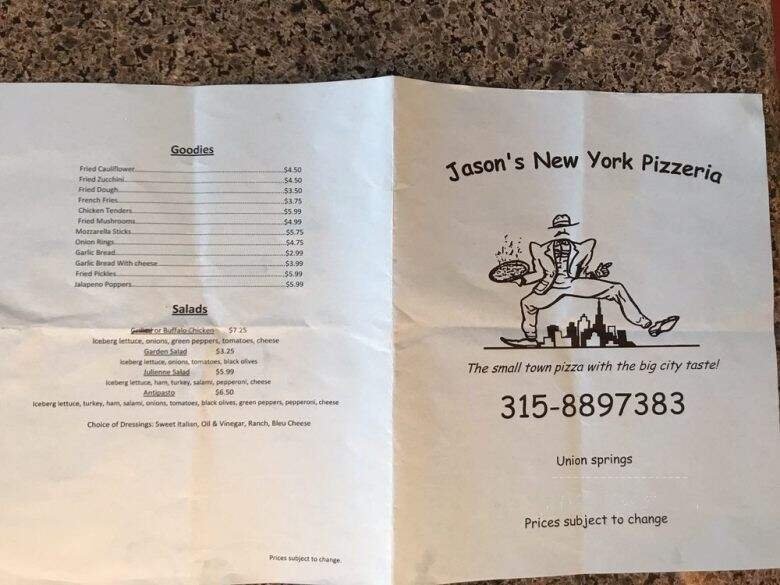 Goodies
Fried Cauliflower $4.50
Fried Zucchini $4.50
Fried Dough $3.50
French Fries $3.75
Chicken Tenders $5.99
Fried Mushrooms $4.99
Mozzarella Sticks $5.75
Onion Rings $4.75
Garlic Bread $2.99
Garlic Bread With cheese $3.99
Fried Pickles $5.99
Jalapeno Poppers $5.99
Salads
or Buffalo Chicken $7.25
Iceberg lettuce, onions, green peppers, tomatoes, cheese
Garden Salad $3.25
Iceberg lettuce, onions, tomatoes, black olives
Julienne Salad $5.99
Iceberg lettuce, ham, turkey, salami, pepperoni, cheese
Antipasto $6.50
Iceberg lettuce, turkey, ham, salami, onions, tomatoes, black olives, green peppers, pepperoni, cheese
Choice of Dressings: Sweet Italian, Oil & Vinegar, Ranch, Bleu Cheese
Prices subject to change.
Jason's New York Pizzeria
The small town pizza with the big city taste!
315-8897383
Union springs
Prices subject to change